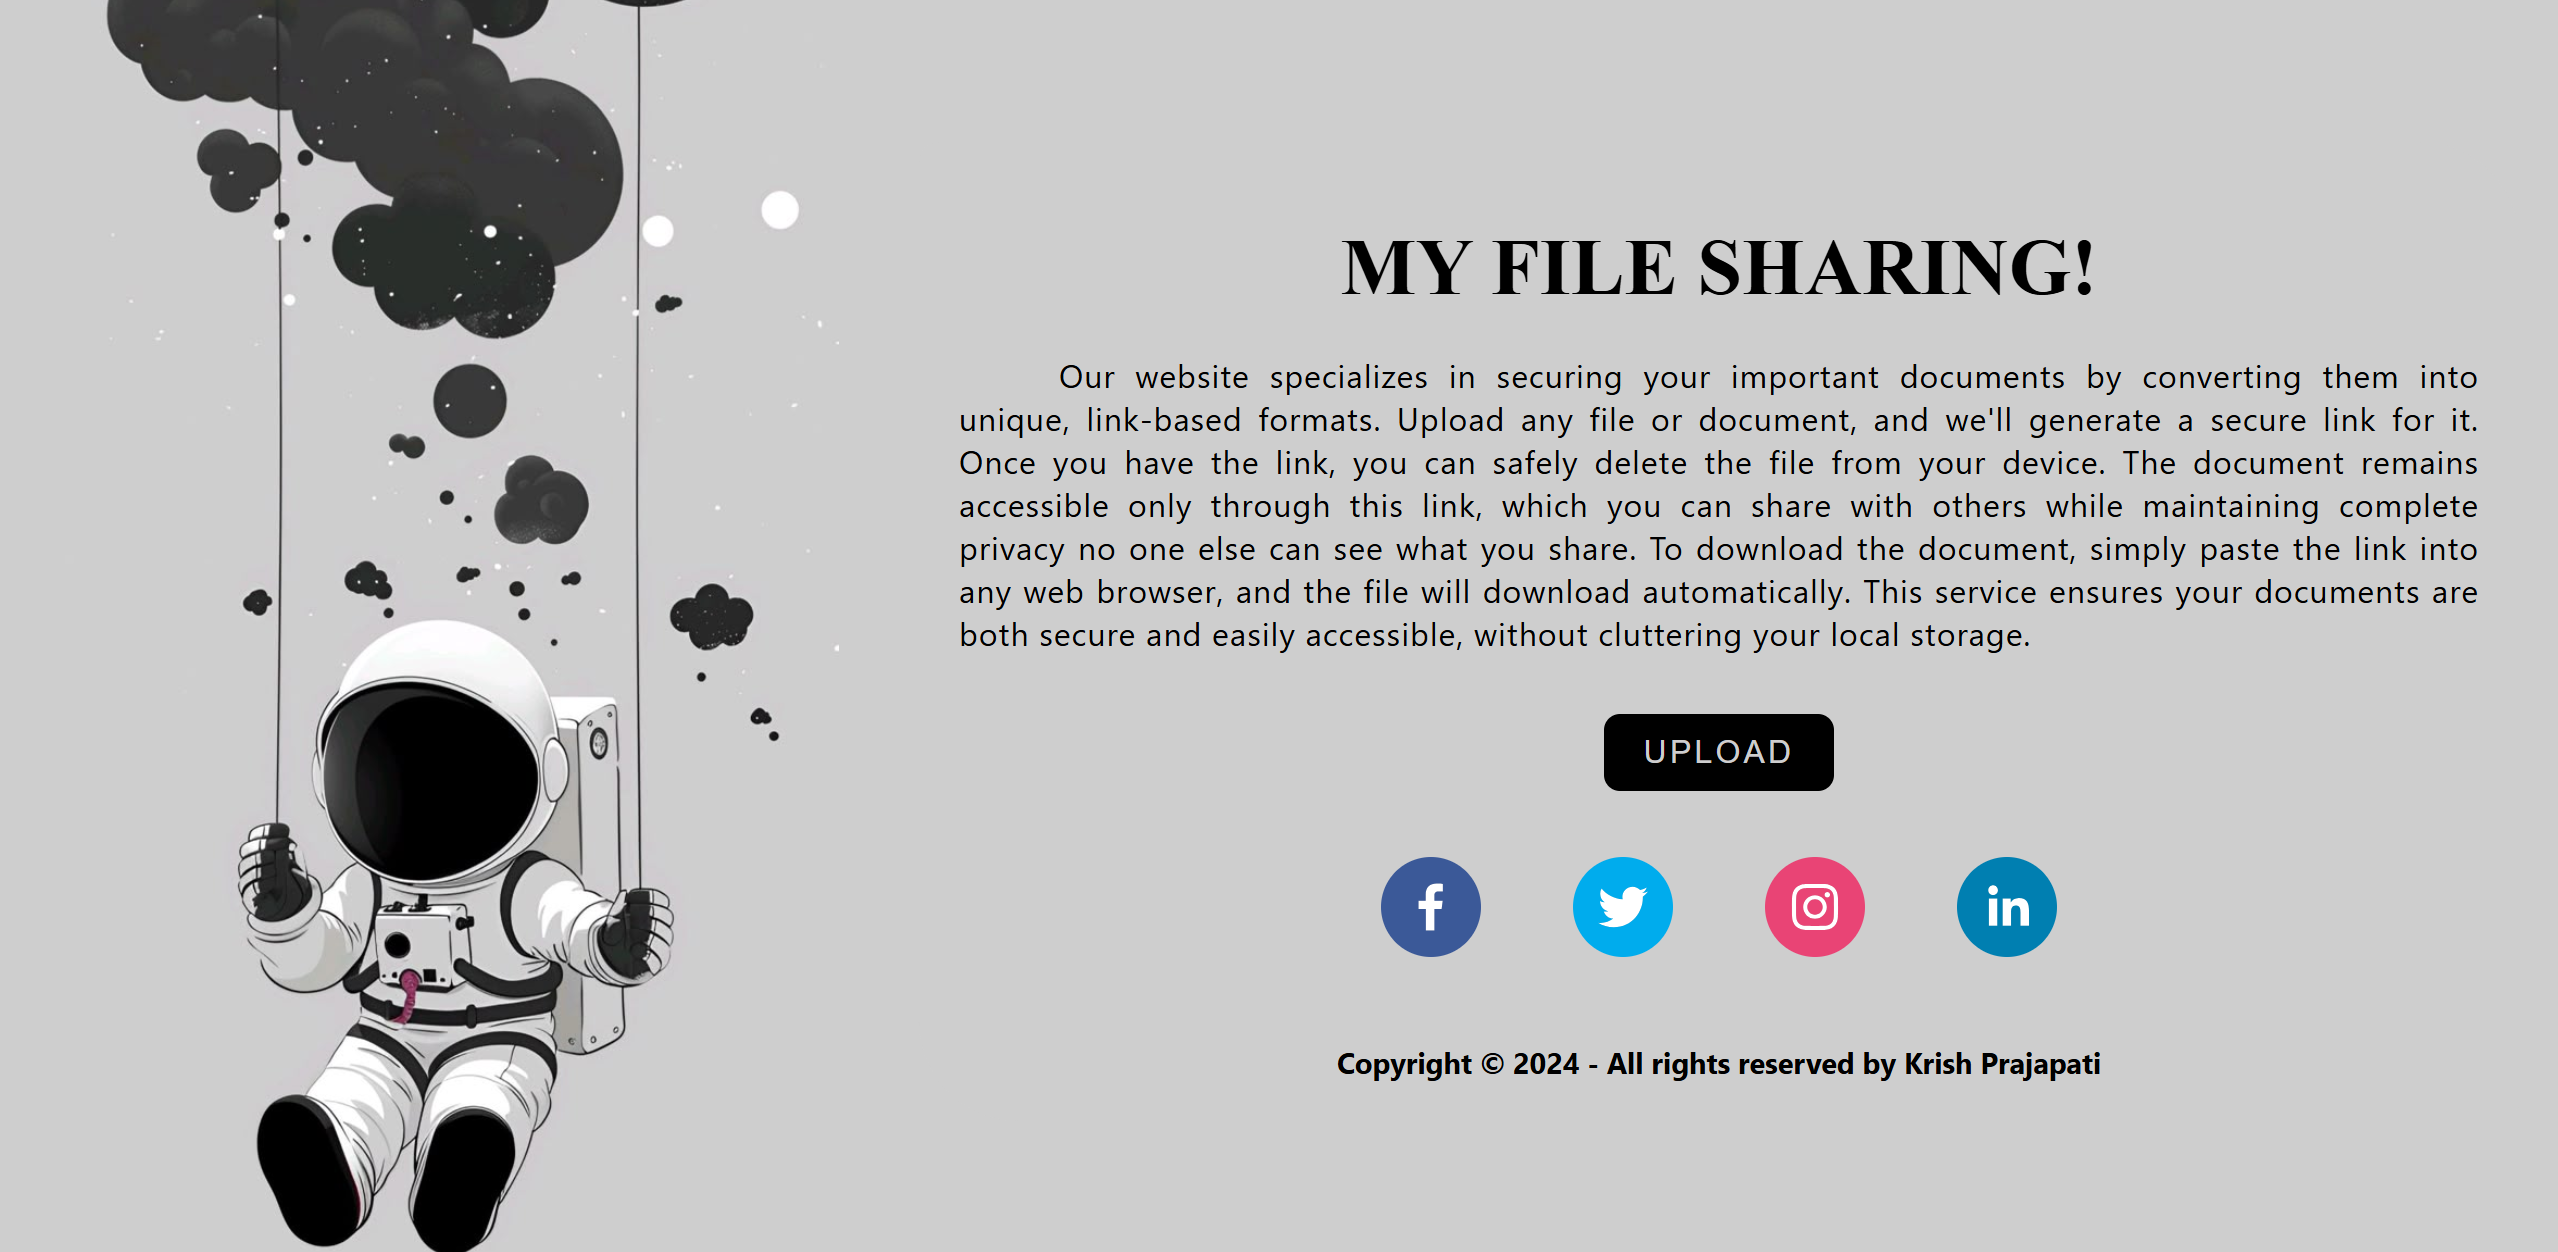 MY FILE SHARING!
Our website specializes in securing your important documents by converting them into
unique, link-based formats. Upload any file or document, and we'll generate a secure link for it.
Once you have the link, you can safely delete the file from your device. The document remains
accessible only through this link, which you can share with others while maintaining complete
privacy no one else can see what you share. To download the document, simply paste the link into
any web browser, and the file will download automatically. This service ensures your documents are
both secure and easily accessible, without cluttering your local storage.
UPLOAD
Copyright © 2024 - All rights reserved by Krish Prajapati